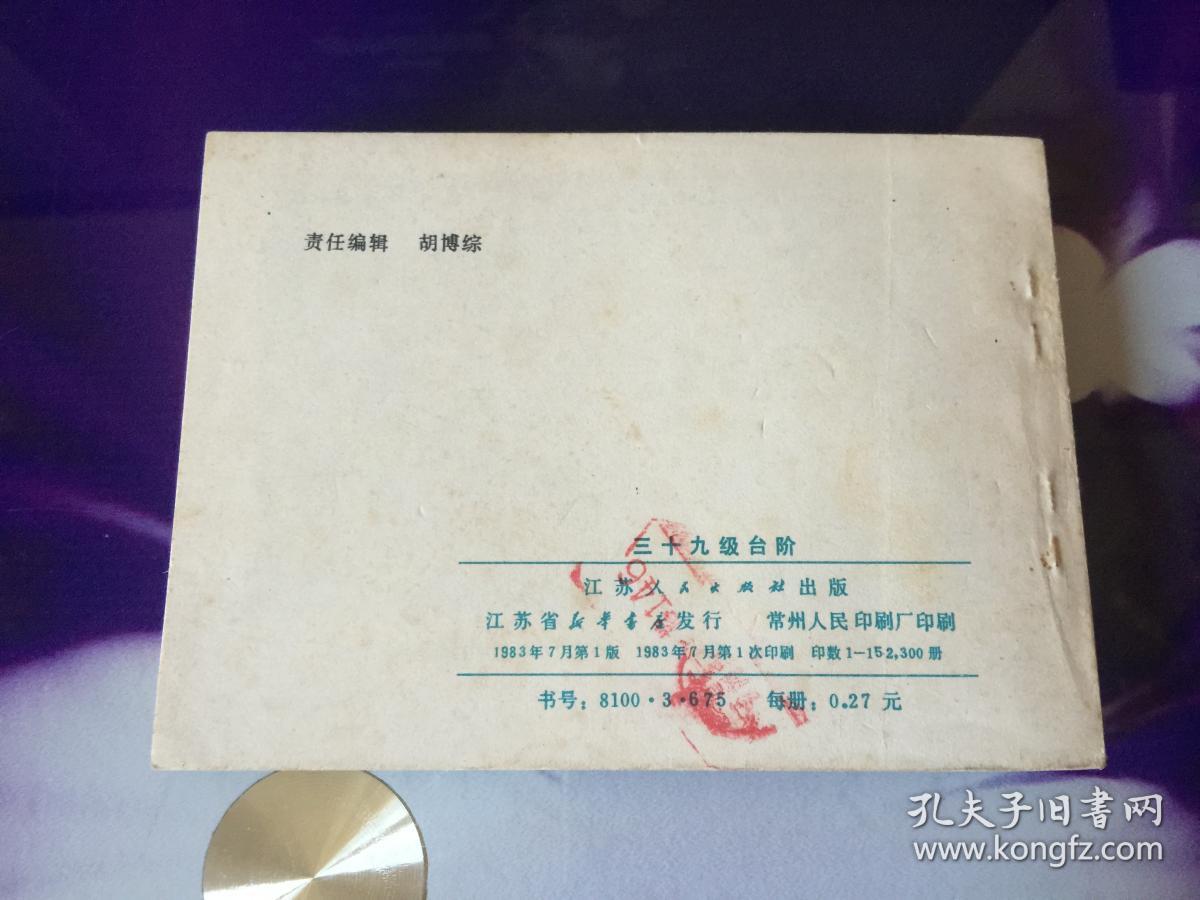 责任编辑 胡博综
三十九级台阶
江苏人民出版社出版
江苏省新华书店发行 常州人民印刷厂印刷
1983年7月第1版 1983年7月第1次印刷 印数1—152,300册
书号：8100·3·675 每册：0.27元
孔夫子旧书网
www.kongfz.com